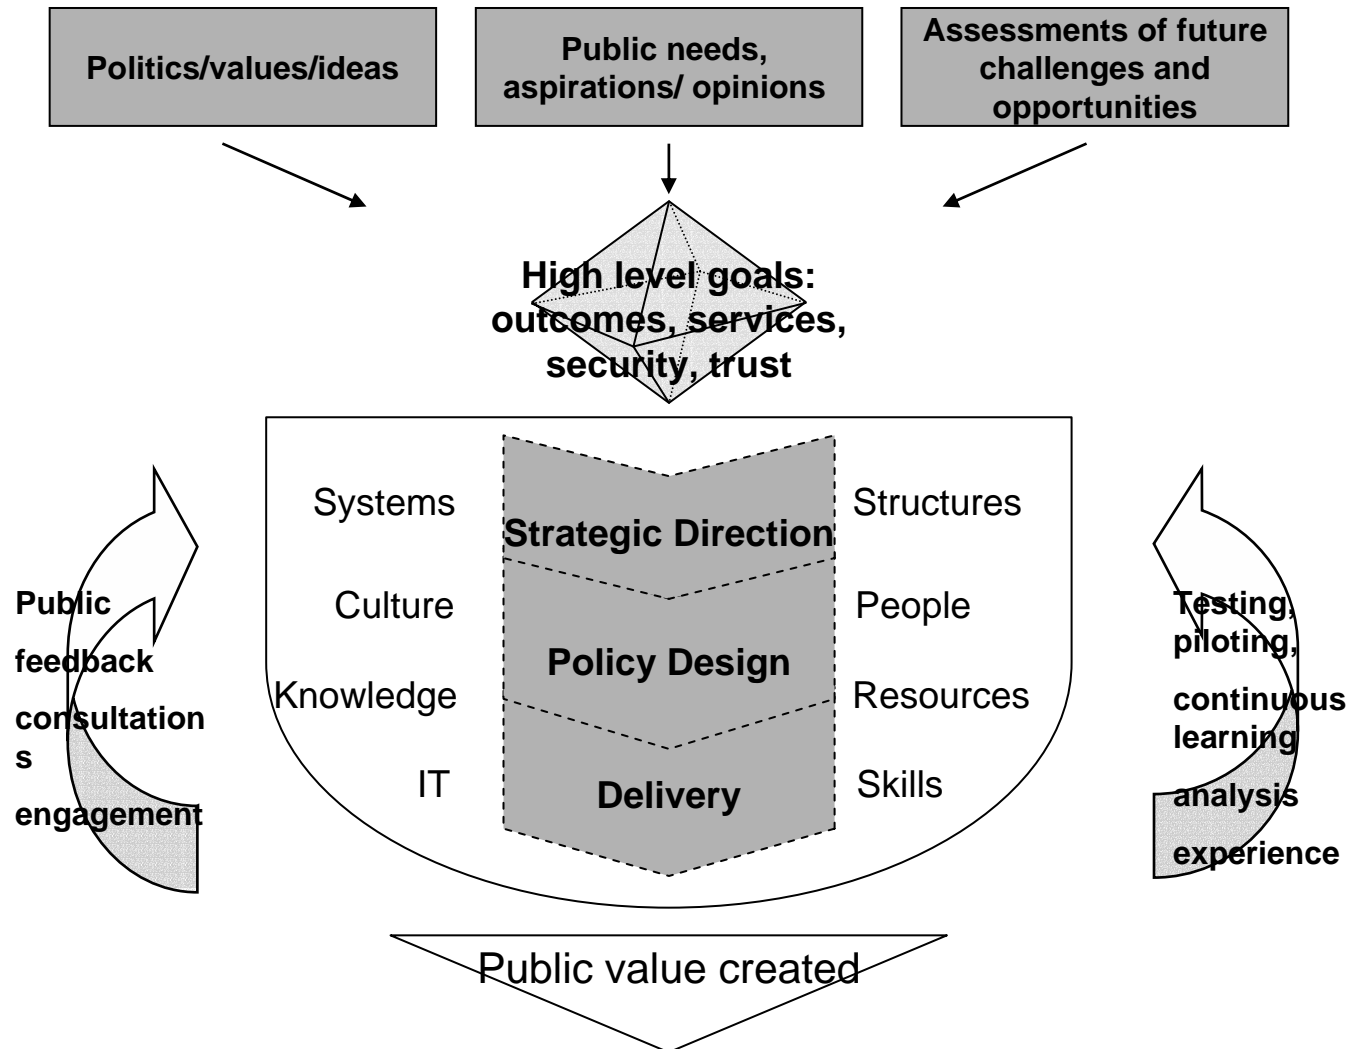 Politics/values/ideas
Public needs,
aspirations/ opinions
Assessments of future
challenges and
opportunities
High level goals:
outcomes, services,
security, trust
Systems
Culture
Knowledge
IT
Strategic Direction
Policy Design
Delivery
Structures
People
Resources
Skills
Public
feedback
consultation
s
engagement
Testing,
piloting,
continuous
learning
analysis
experience
Public value created